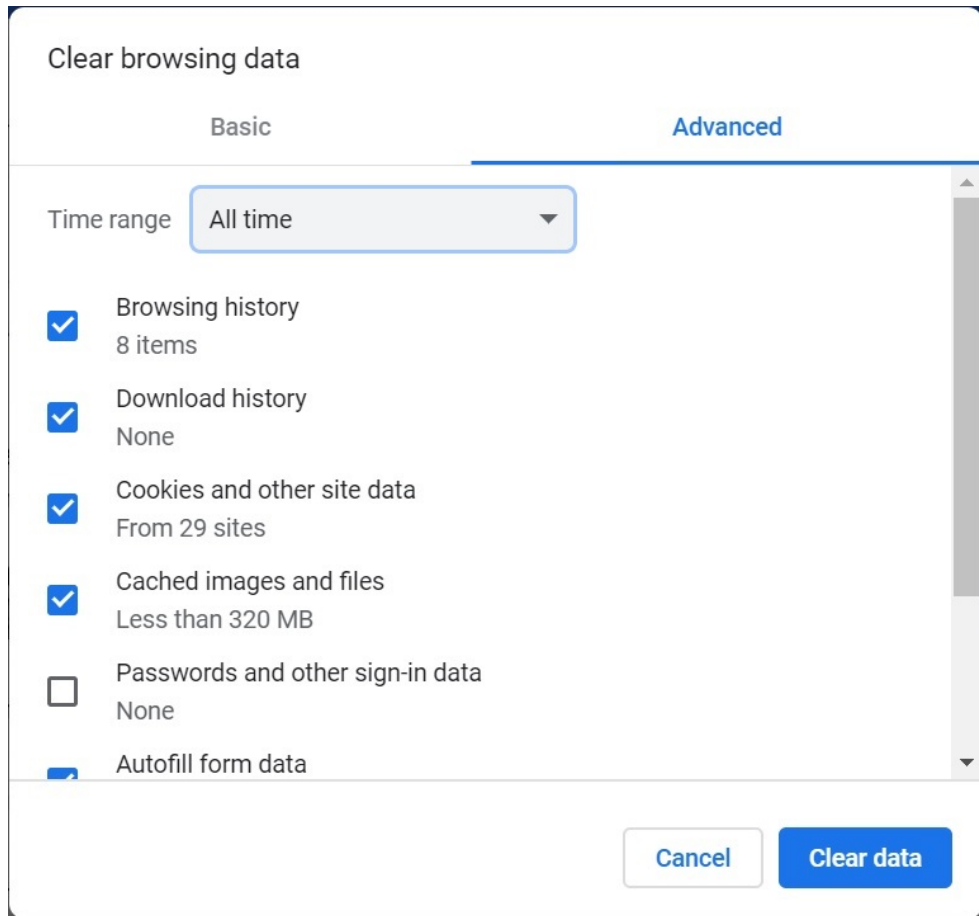 Clear browsing data
Basic
Advanced
Time range
All time
Browsing history
8 items
Download history
None
Cookies and other site data
From 29 sites
Cached images and files
Less than 320 MB
Passwords and other sign-in data
None
Autofill form data
Cancel
Clear data